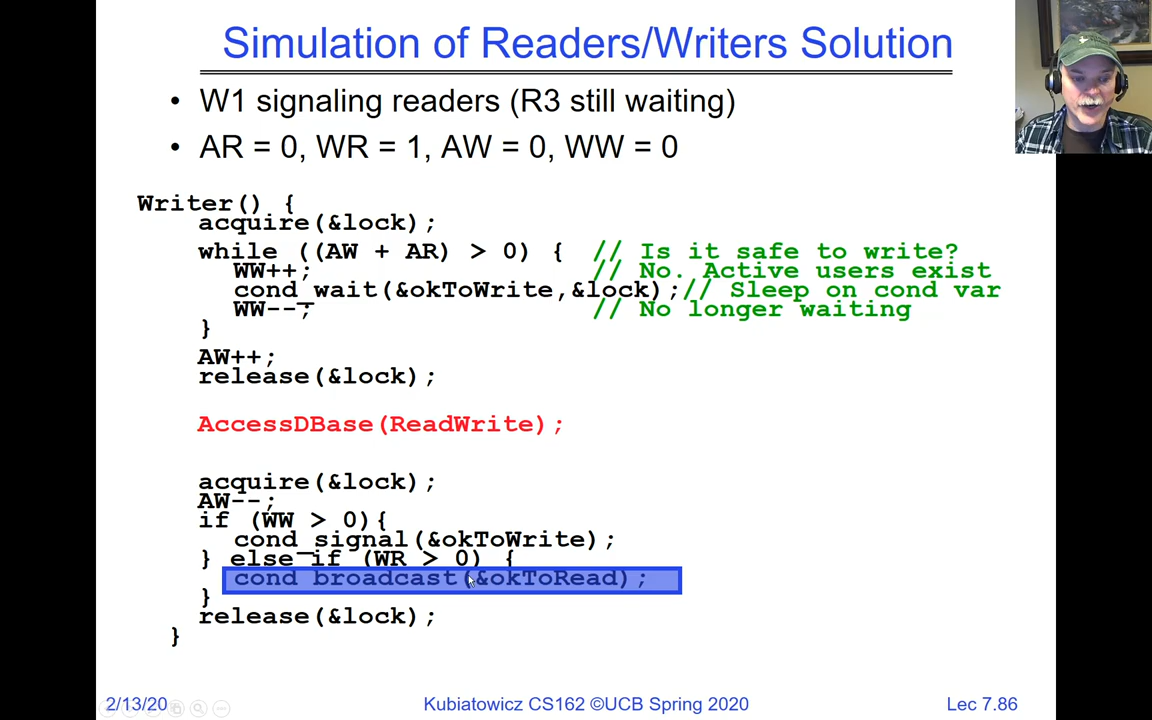 Simulation of Readers/Writers Solution
• W1 signaling readers (R3 still waiting)
• AR = 0, WR = 1, AW = 0, WW = 0
Writer() {
acquire(&lock);
while ((AW + AR) > 0) { // Is it safe to write?
WW++; // No. Active users exist
cond_wait(&okToWrite,&lock);// Sleep on cond var
WW--; // No longer waiting
}
AW++;
release(&lock);
AccessDBase(ReadWrite);
acquire(&lock);
AW--;
if (WW > 0){
cond_signal(&okToWrite);
} else if (WR > 0) {
cond_broadcast(&okToRead);
}
release(&lock);
}
2/13/20 Kubiatowicz CS162 ©UCB Spring 2020 Lec 7.86